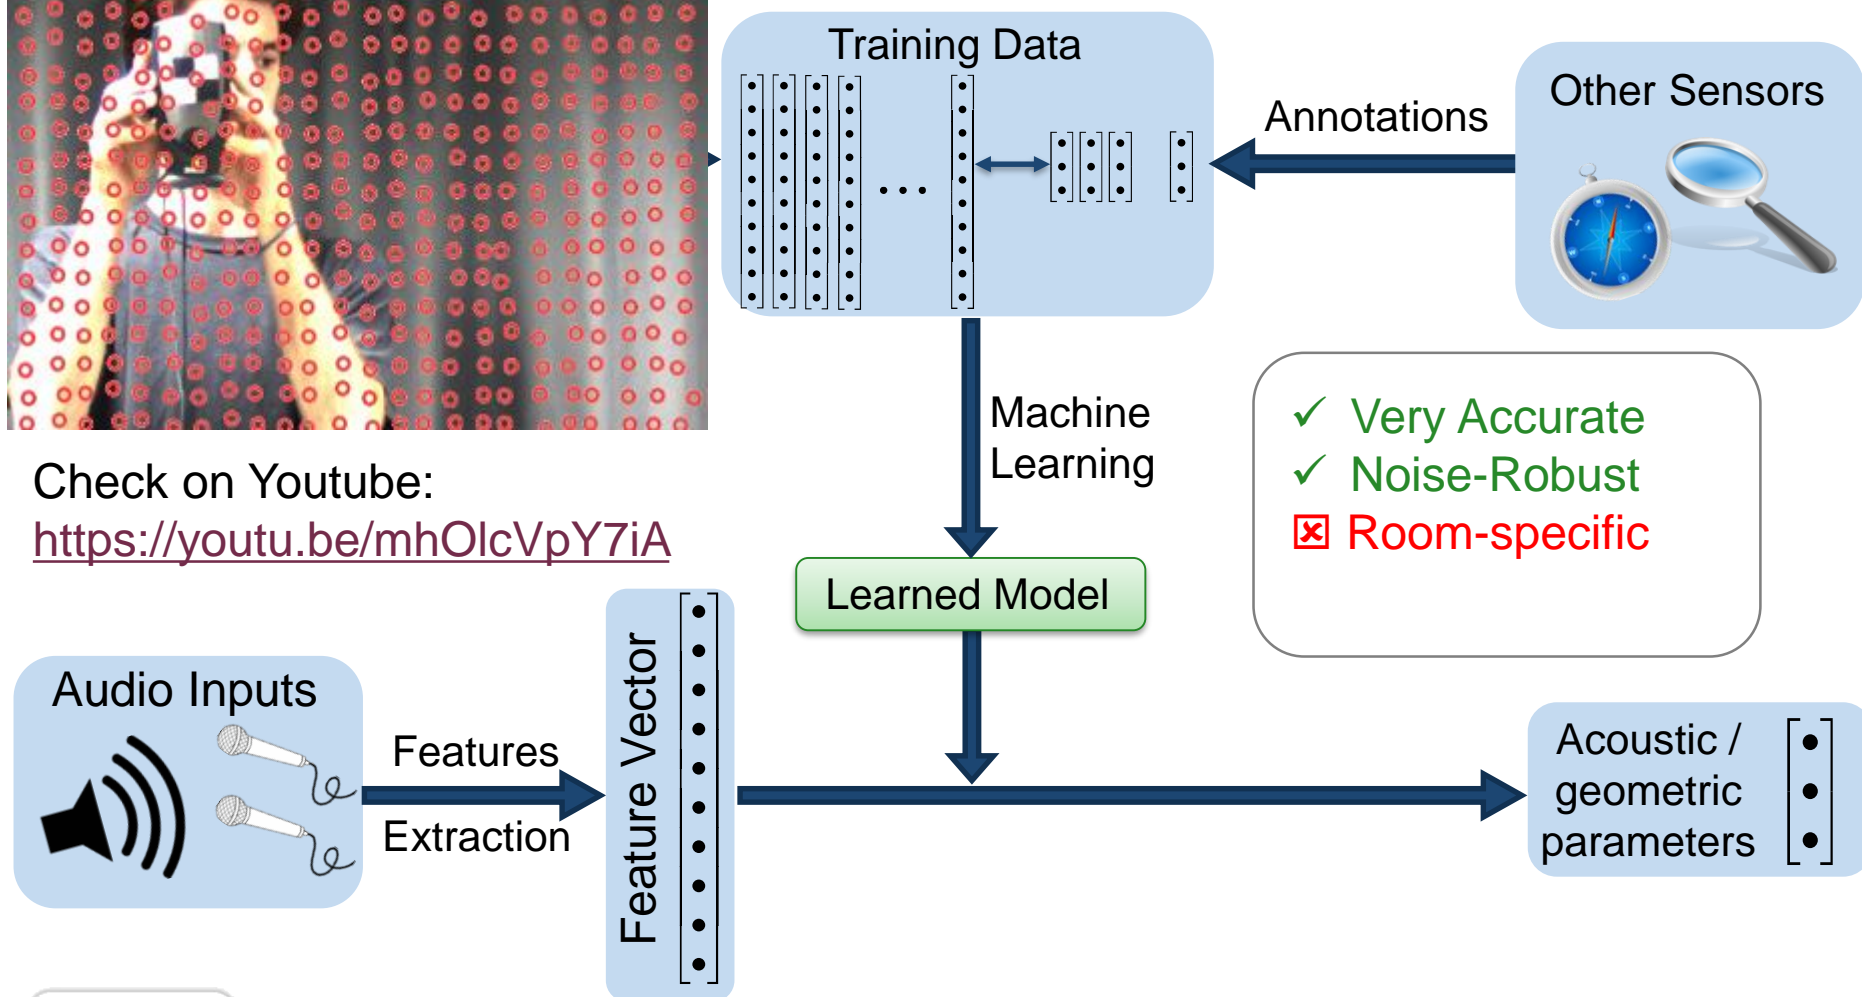 Training Data
...
Other Sensors
Annotations
Machine
Learning
✓ Very Accurate
✓ Noise-Robust
☒ Room-specific
Check on Youtube:
https://youtu.be/mhOlcVpY7iA
Learned Model
Audio Inputs
Features
Extraction
Feature Vector
Acoustic /
geometric
parameters